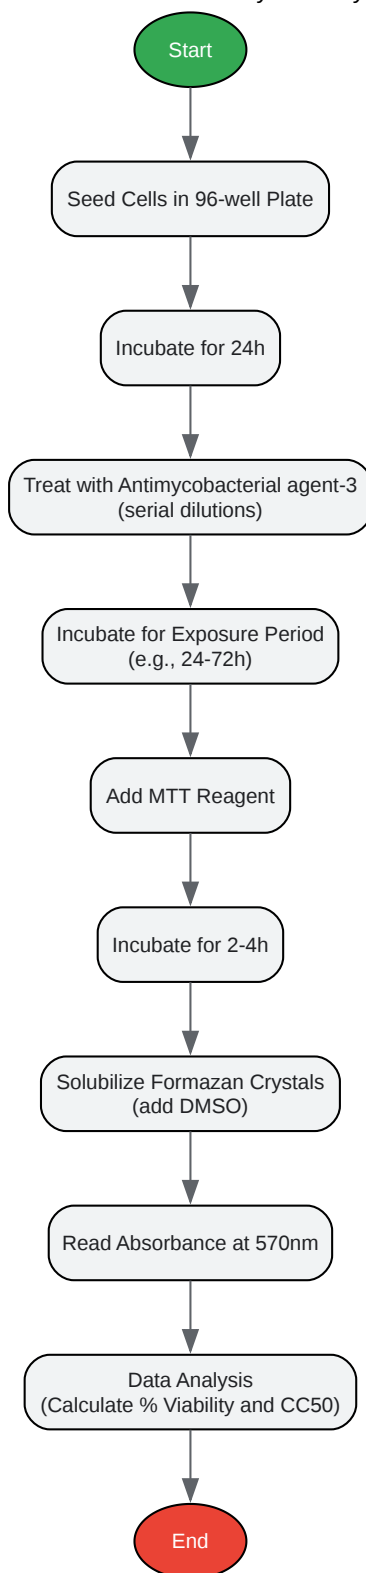 Start
Seed Cells in 96-well Plate
Incubate for 24h
Treat with Antimycobacterial agent-3
(serial dilutions)
Incubate for Exposure Period
(e.g., 24-72h)
Add MTT Reagent
Incubate for 2-4h
Solubilize Formazan Crystals
(add DMSO)
Read Absorbance at 570nm
Data Analysis
(Calculate % Viability and CC50)
End